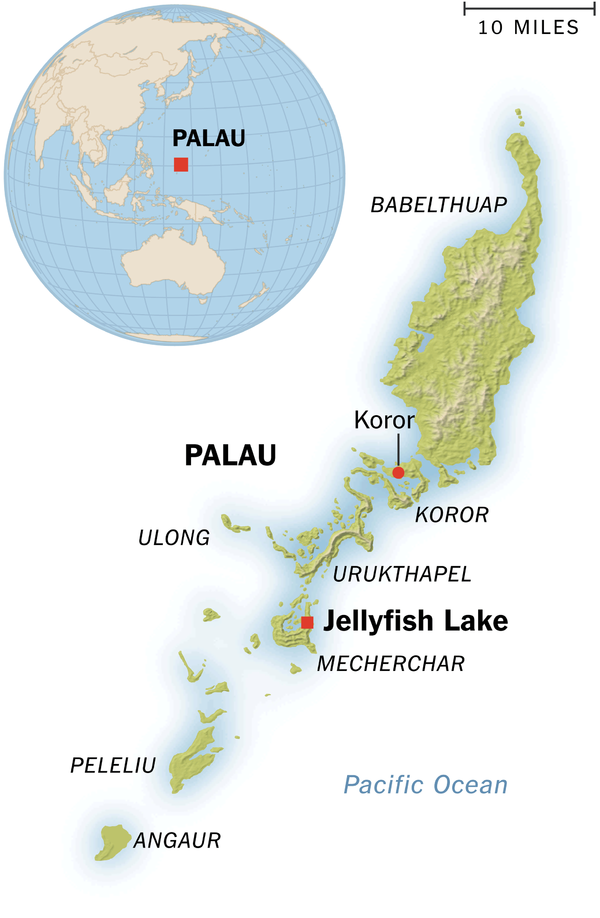 10 MILES
PALAU
BABELTHUAP
Koror
PALAU
KOROR
ULONG
URUKTHAPEL
Jellyfish Lake
MECHERCHAR
PELELIU
Pacific Ocean
ANGAUR